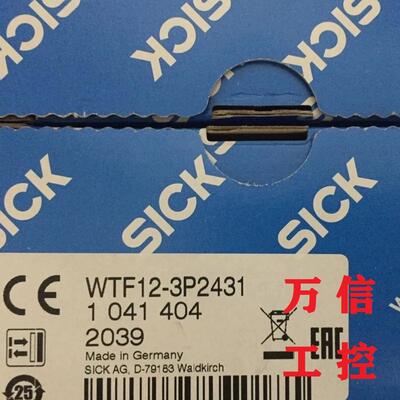 SICK
SICK
SICK
SICK
CE
WTF12-3P2431
1 041 404
2039
Made in Germany
SICK AG, D-79183 Waldkirch
25
EAC
万信
工控